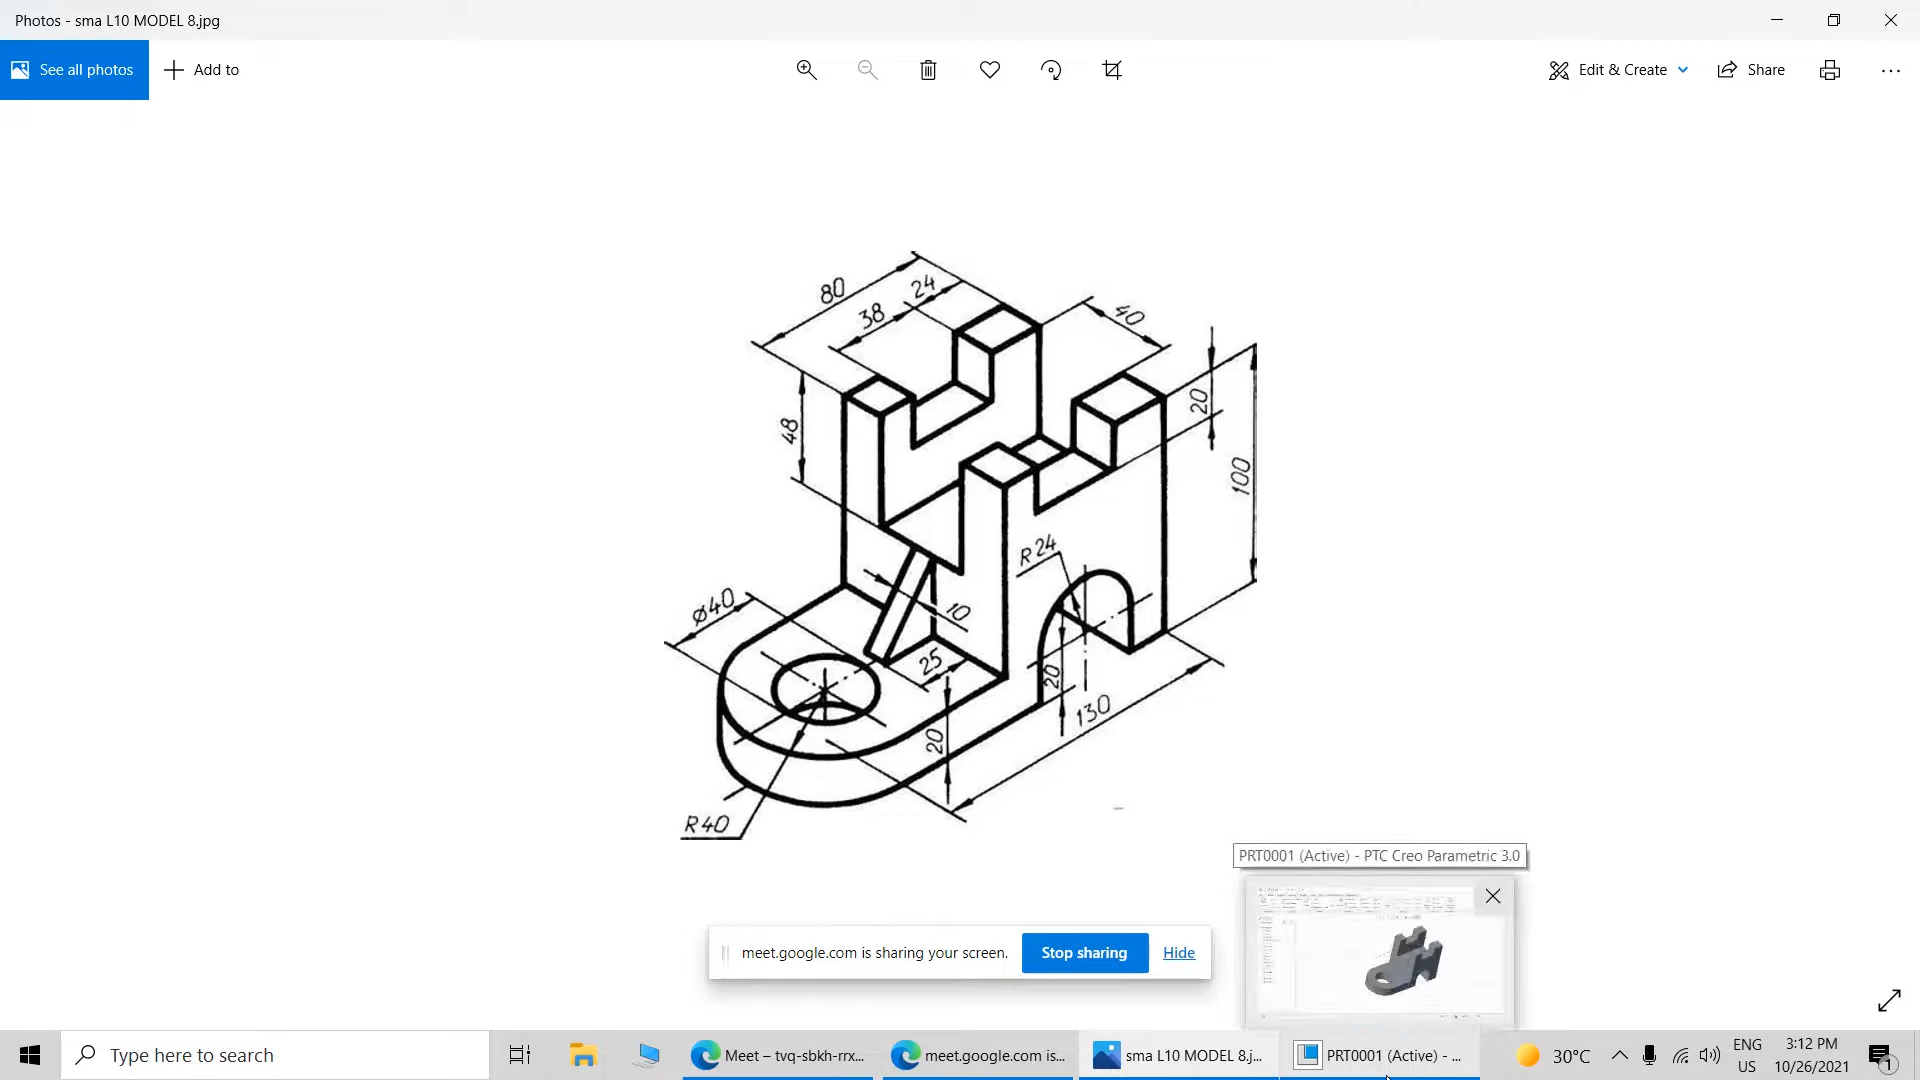 Photos - sma L10 MODEL 8.jpg
See all photos
Add to
Edit & Create
Share
80
24
38
40
20
48
100
R24
ø40
10
25
20
130
20
R40
PRT0001 (Active) - PTC Creo Parametric 3.0
meet.google.com is sharing your screen.
Stop sharing
Hide
Type here to search
Meet – tvq-sbkh-rrx...
meet.google.com is...
sma L10 MODEL 8.j...
PRT0001 (Active) - ...
30°C
ENG
US
3:12 PM
10/26/2021
1